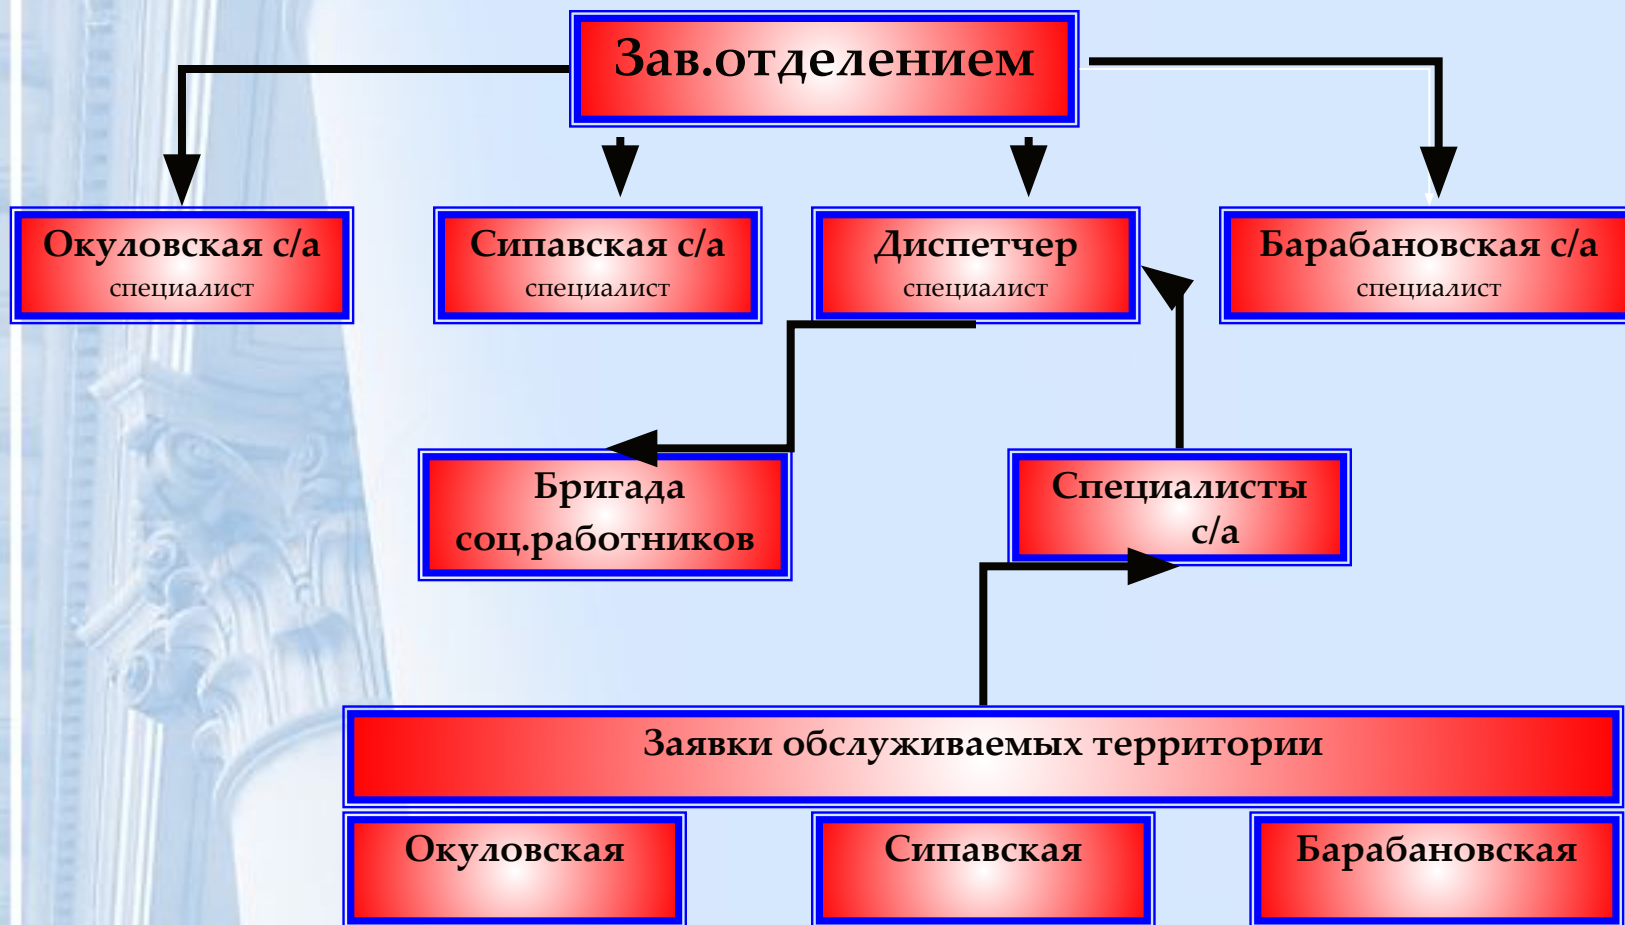 Зав.отделением
Окуловская с/а
специалист
Сипавская с/а
специалист
Диспетчер
специалист
Барабановская с/а
специалист
Бригада
соц.работников
Специалисты
с/а
Заявки обслуживаемых территории
Окуловская
Сипавская
Барабановская